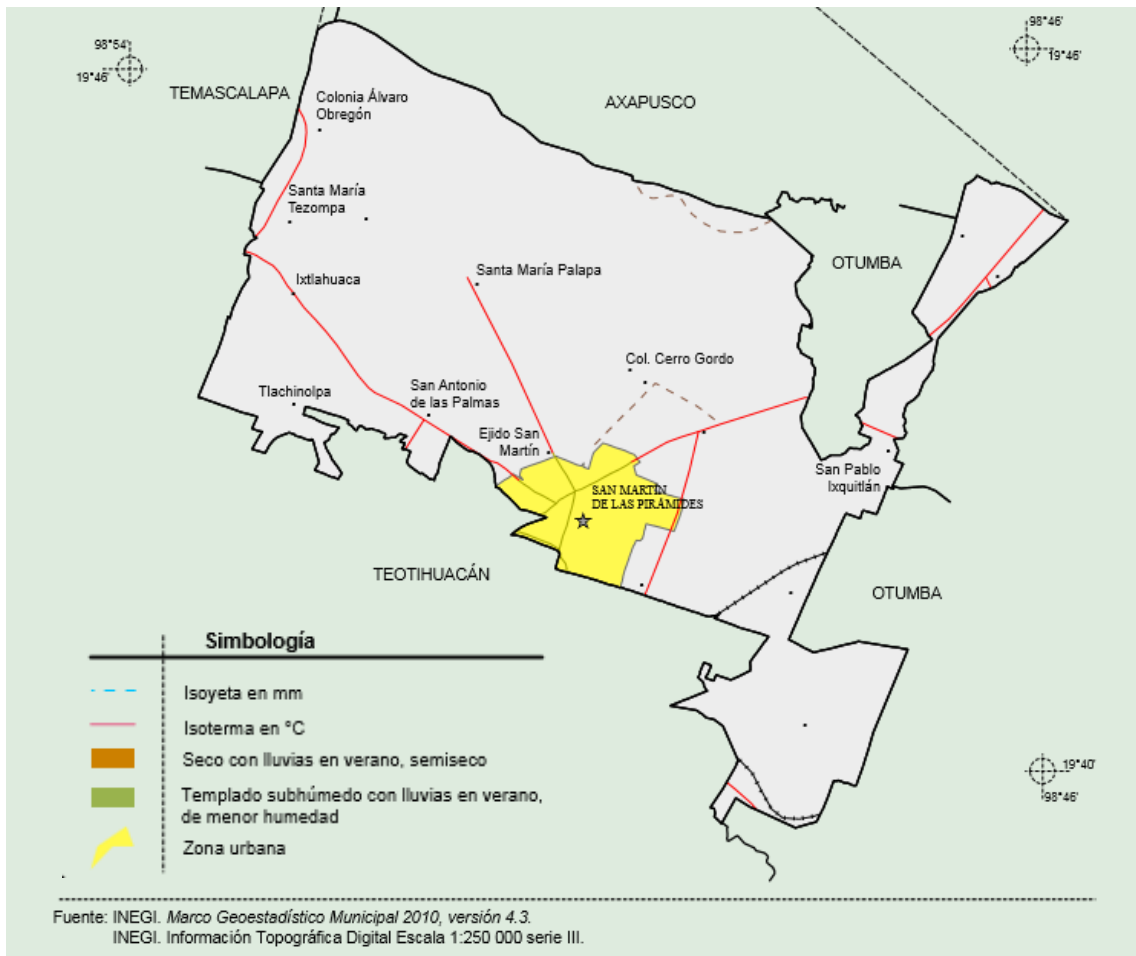 98°54'
19°46'
98°46'
19°46'
TEMASCALAPA
Colonia Álvaro
Obregón
AXAPUSCO
Santa María
Tezompa
OTUMBA
Ixtlahuaca
Santa María Palapa
Col. Cerro Gordo
Tlachinolpa
San Antonio
de las Palmas
Ejido San
Martín
San Pablo
Ixquitlán
SAN MARTÍN
DE LAS PIRÁMIDES
TEOTIHUACÁN
OTUMBA
Simbología
Isoyeta en mm
Isoterma en °C
Seco con lluvias en verano, semiseco
Templado subhúmedo con lluvias en verano,
de menor humedad
Zona urbana
19°40'
98°46'
Fuente: INEGI. Marco Geoestadístico Municipal 2010, versión 4.3.
INEGI. Información Topográfica Digital Escala 1:250 000 serie III.